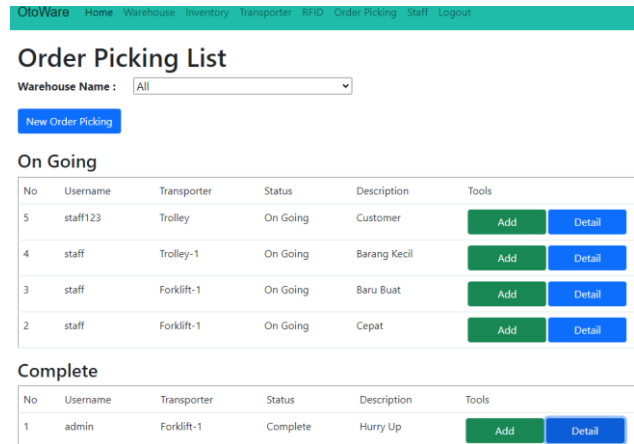 OtoWare Home Warehouse Inventory Transporter RFID Order Picking Staff Logout
Order Picking List
Warehouse Name : All
New Order Picking
On Going
No Username Transporter Status Description Tools
5 staff123 Trolley On Going Customer Add Detail
4 staff Trolley-1 On Going Barang Kecil Add Detail
3 staff Forklift-1 On Going Baru Buat Add Detail
2 staff Forklift-1 On Going Cepat Add Detail
Complete
No Username Transporter Status Description Tools
1 admin Forklift-1 Complete Hurry Up Add Detail